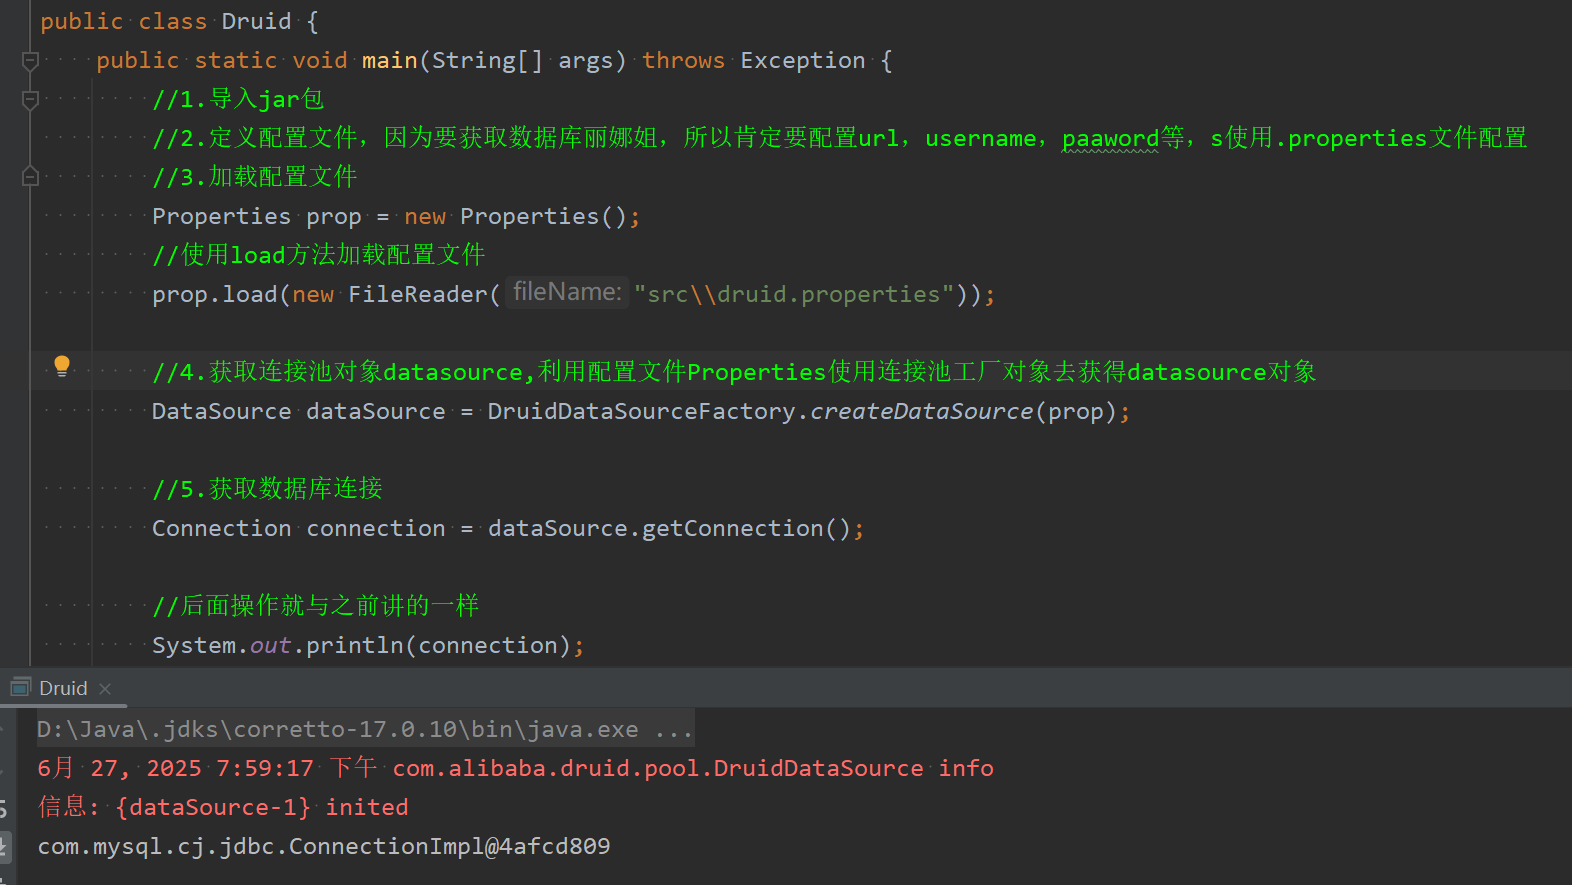 public class Druid {
public static void main(String[] args) throws Exception {
//1.导入jar包
//2.定义配置文件，因为要获取数据库丽娜姐，所以肯定要配置url，username，paaword等，s使用.properties文件配置
//3.加载配置文件
Properties prop = new Properties();
//使用load方法加载配置文件
prop.load(new FileReader( fileName: "src\\druid.properties"));
//4.获取连接池对象datasource,利用配置文件Properties使用连接池工厂对象去获得datasource对象
DataSource dataSource = DruidDataSourceFactory.createDataSource(prop);
//5.获取数据库连接
Connection connection = dataSource.getConnection();
//后面操作就与之前讲的一样
System.out.println(connection);
Druid
D:\Java\.jdks\corretto-17.0.10\bin\java.exe ...
6月 27, 2025 7:59:17 下午 com.alibaba.druid.pool.DruidDataSource info
信息: {dataSource-1} inited
com.mysql.cj.jdbc.ConnectionImpl@4afcd809